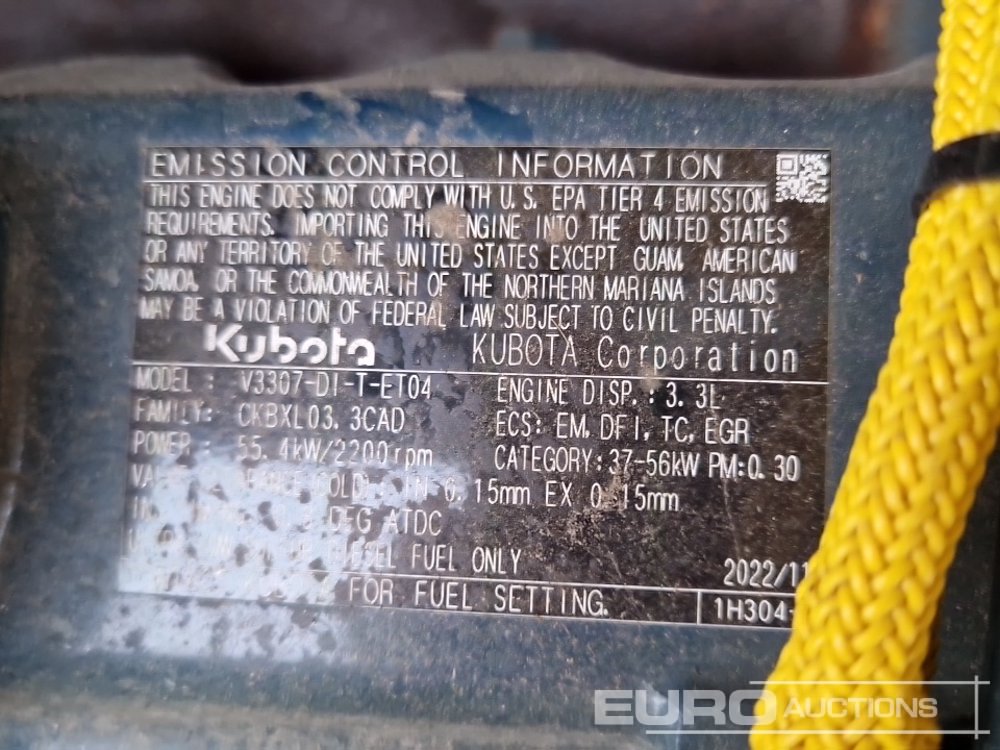 EMISSION CONTROL INFORMATION
THIS ENGINE DOES NOT COMPLY WITH U.S. EPA TIER 4 EMISSION
REQUIREMENTS. IMPORTING THIS ENGINE INTO THE UNITED STATES
OR ANY TERRITORY OF THE UNITED STATES EXCEPT GUAM, AMERICAN
SAMOA, OR THE COMMONWEALTH OF THE NORTHERN MARIANA ISLANDS
MAY BE A VIOLATION OF FEDERAL LAW SUBJECT TO CIVIL PENALTY.
Kubota KUBOTA Corporation
MODEL : V3307-DI-T-ET04 ENGINE DISP. : 3.3L
FAMILY: CKBXL03.3CAD ECS: EM, DFI, TC, EGR
POWER : 55.4kW/2200rpm CATEGORY: 37-56kW PM: 0.30
IN 0.15mm EX 0.15mm
DEG ATDC
DIESEL FUEL ONLY 2022/11
FOR FUEL SETTING. 1H304-
EURO AUCTIONS